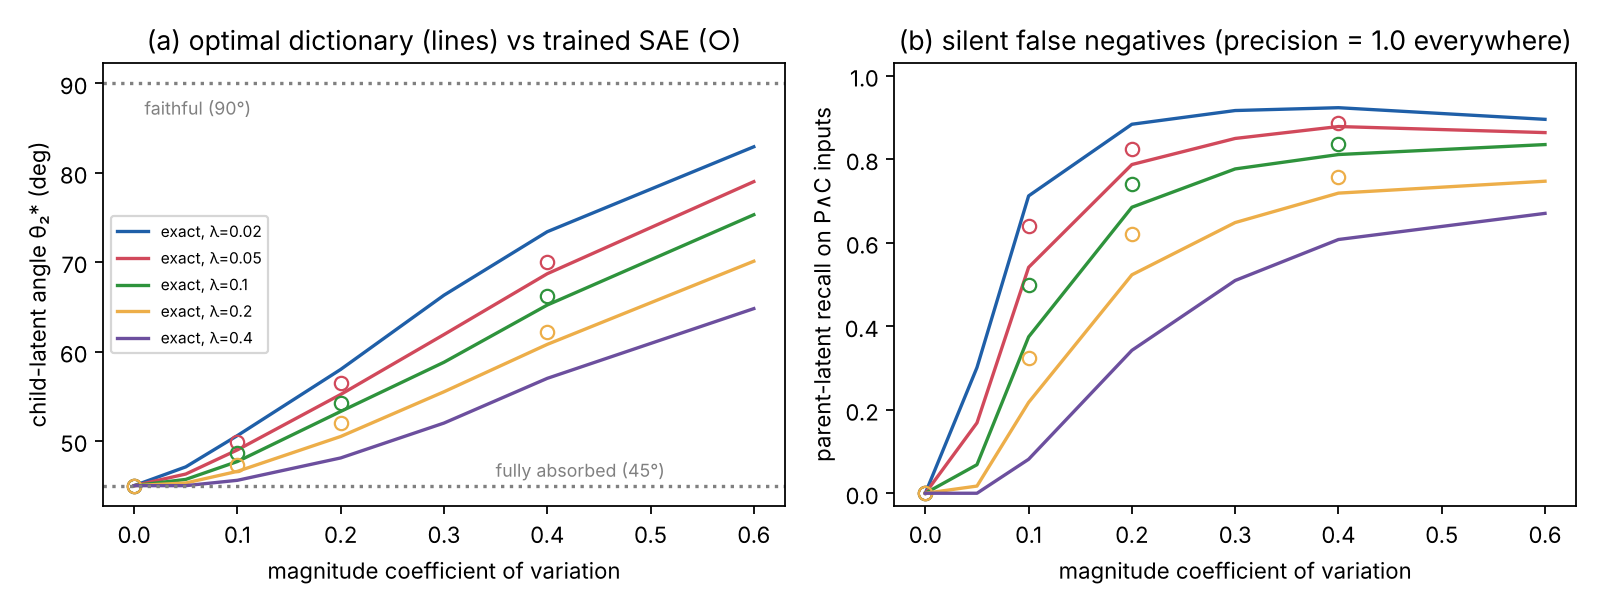 (a) optimal dictionary (lines) vs trained SAE (○)
90
80
70
60
50
child-latent angle θ₂* (deg)
faithful (90°)
exact, λ=0.02
exact, λ=0.05
exact, λ=0.1
exact, λ=0.2
exact, λ=0.4
fully absorbed (45°)
0.0 0.1 0.2 0.3 0.4 0.5 0.6
magnitude coefficient of variation
(b) silent false negatives (precision = 1.0 everywhere)
1.0
0.8
0.6
0.4
0.2
0.0
parent-latent recall on P∧C inputs
0.0 0.1 0.2 0.3 0.4 0.5 0.6
magnitude coefficient of variation